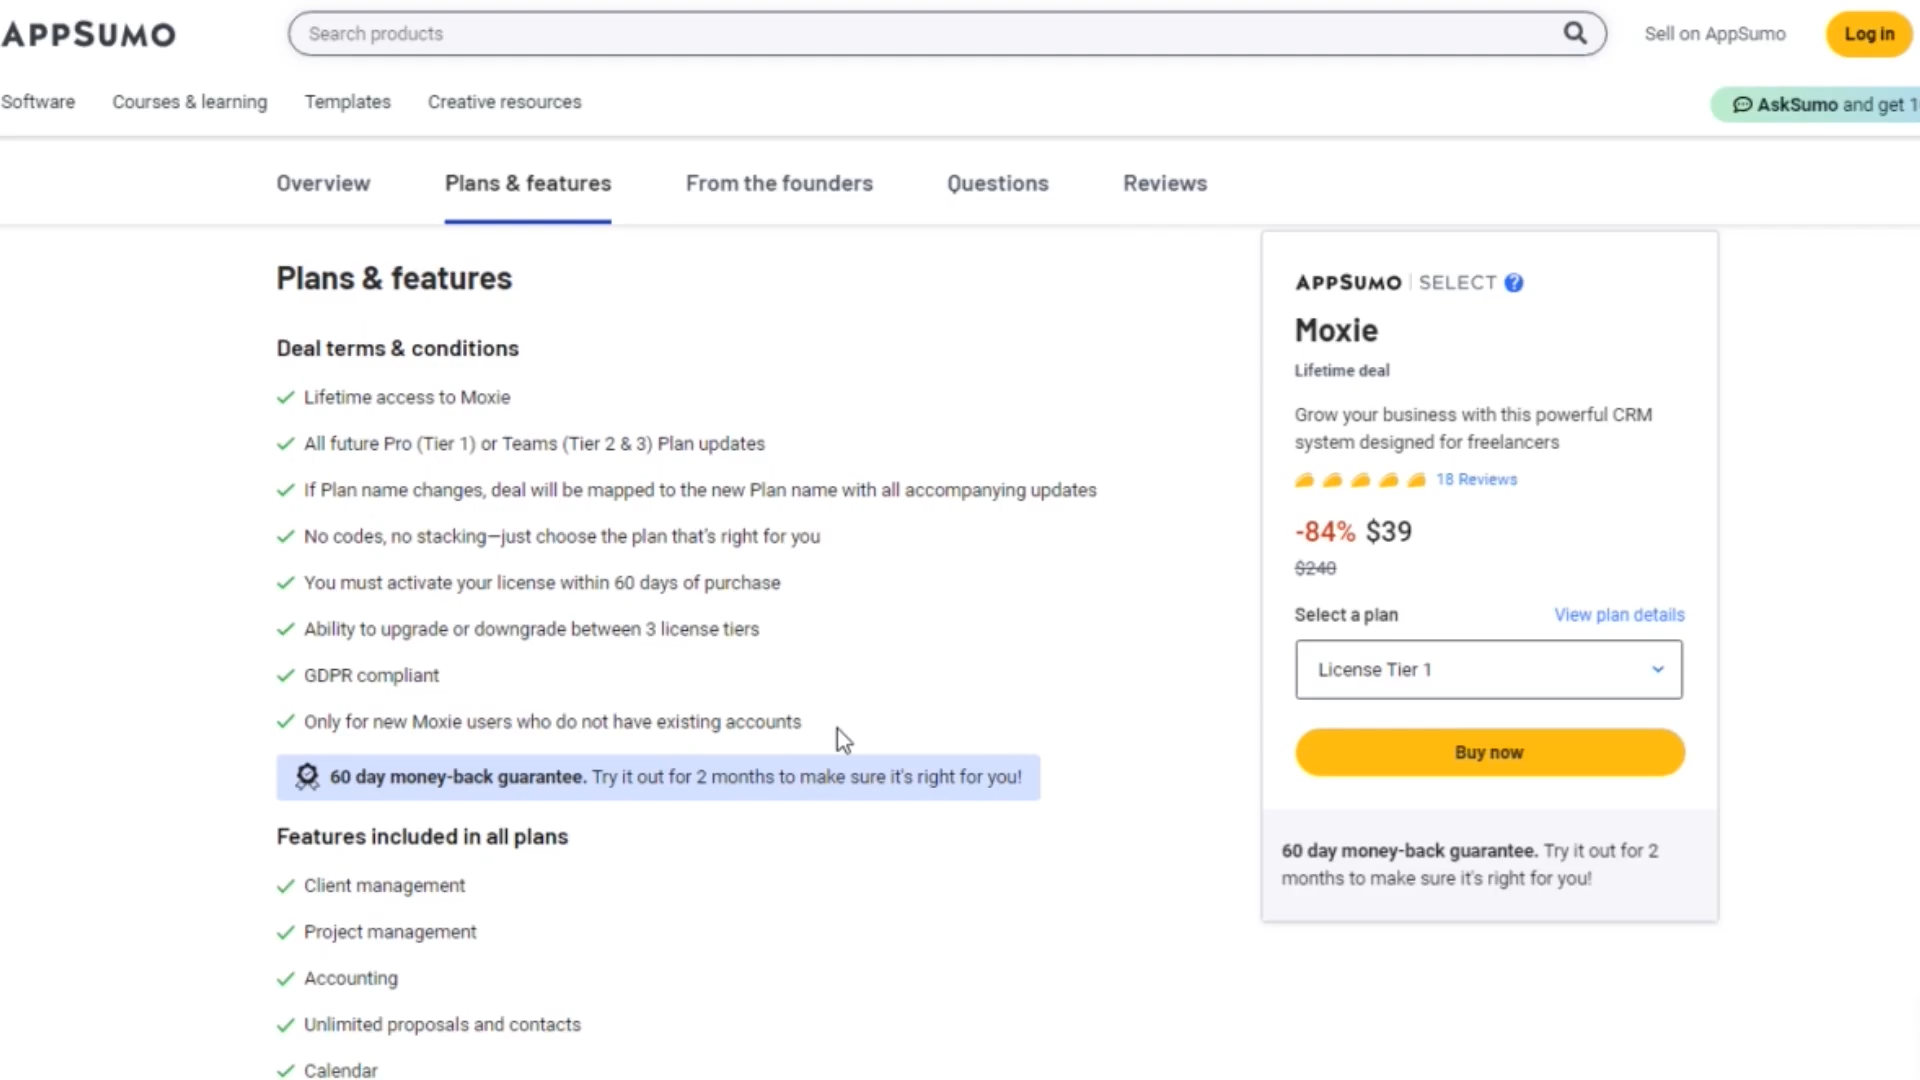 APPSUMO
Search products
Sell on AppSumo
Log in
Software
Courses & learning
Templates
Creative resources
AskSumo and get 1
Overview
Plans & features
From the founders
Questions
Reviews
Plans & features
Deal terms & conditions
Lifetime access to Moxie
All future Pro (Tier 1) or Teams (Tier 2 & 3) Plan updates
If Plan name changes, deal will be mapped to the new Plan name with all accompanying updates
No codes, no stacking—just choose the plan that's right for you
You must activate your license within 60 days of purchase
Ability to upgrade or downgrade between 3 license tiers
GDPR compliant
Only for new Moxie users who do not have existing accounts
60 day money-back guarantee. Try it out for 2 months to make sure it's right for you!
Features included in all plans
Client management
Project management
Accounting
Unlimited proposals and contacts
Calendar
APPSUMO | SELECT ?
Moxie
Lifetime deal
Grow your business with this powerful CRM
system designed for freelancers
18 Reviews
-84% $39
$240
Select a plan
View plan details
License Tier 1
Buy now
60 day money-back guarantee. Try it out for 2
months to make sure it's right for you!